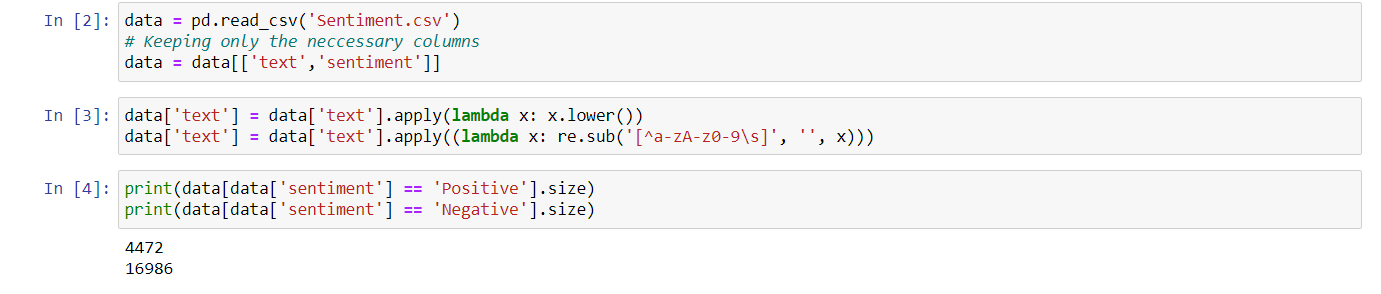 In [2]: data = pd.read_csv('Sentiment.csv')
# Keeping only the neccessary columns
data = data[['text','sentiment']]
In [3]: data['text'] = data['text'].apply(lambda x: x.lower())
data['text'] = data['text'].apply((lambda x: re.sub('[^a-zA-z0-9\s]', '', x)))
In [4]: print(data[data['sentiment'] == 'Positive'].size)
print(data[data['sentiment'] == 'Negative'].size)
4472
16986